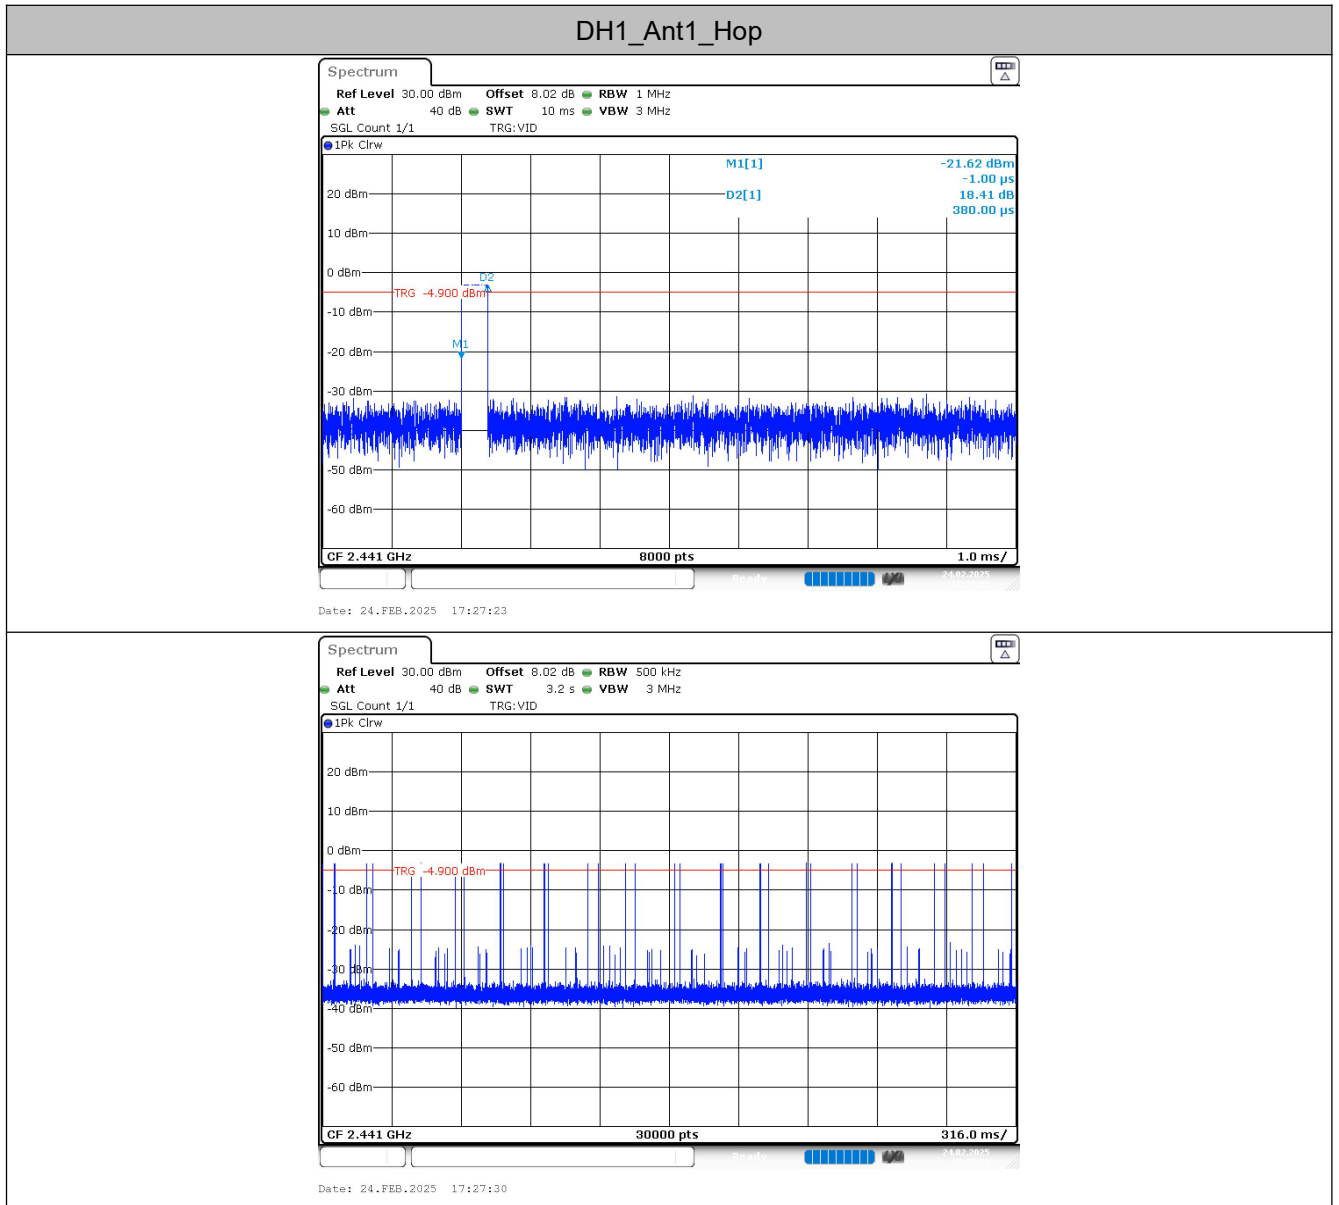 DH1_Ant1_Hop
Spectrum
Ref Level 30.00 dBm Offset 8.02 dB RBW 1 MHz
Att 40 dB SWT 10 ms VBW 3 MHz
SGL Count 1/1 TRG:VID
1Pk Clrw
M1[1] -21.62 dBm
-1.00 µs
20 dBm D2[1] 18.41 dB
380.00 µs
10 dBm
0 dBm
D2
TRG -4.900 dBm
-10 dBm
M1
-20 dBm
-30 dBm
-50 dBm
-60 dBm
CF 2.441 GHz 8000 pts 1.0 ms/
Ready 24.02.2025
Date: 24.FEB.2025 17:27:23
Spectrum
Ref Level 30.00 dBm Offset 8.02 dB RBW 500 kHz
Att 40 dB SWT 3.2 s VBW 3 MHz
SGL Count 1/1 TRG:VID
1Pk Clrw
20 dBm
10 dBm
0 dBm
TRG -4.900 dBm
-10 dBm
-20 dBm
-30 dBm
-40 dBm
-50 dBm
-60 dBm
CF 2.441 GHz 30000 pts 316.0 ms/
Ready 24.02.2025
Date: 24.FEB.2025 17:27:30